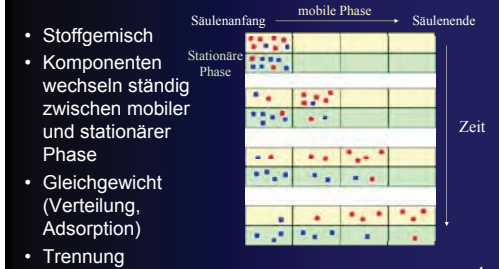 • Stoffgemisch
• Komponenten
wechseln ständig
zwischen mobiler
und stationärer
Phase
• Gleichgewicht
(Verteilung,
Adsorption)
• Trennung
Säulenanfang
mobile Phase
Säulenende
Stationäre
Phase
Zeit